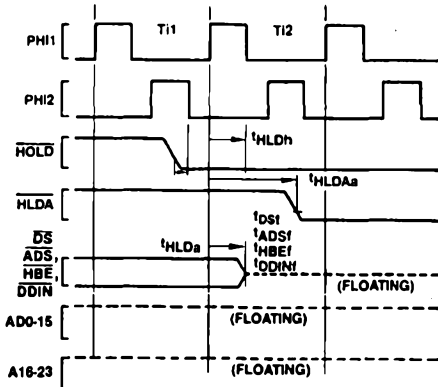 Ti1 Ti2
PHI1
PHI2
tHLDh
HOLD
tHLDAa
HLDA
tDSf
tADSf
tHBEf
tDDINf
tHLDa
DS,
ADS,
HBE,
DDIN
(FLOATING)
AD0-15
(FLOATING)
A16-23
(FLOATING)